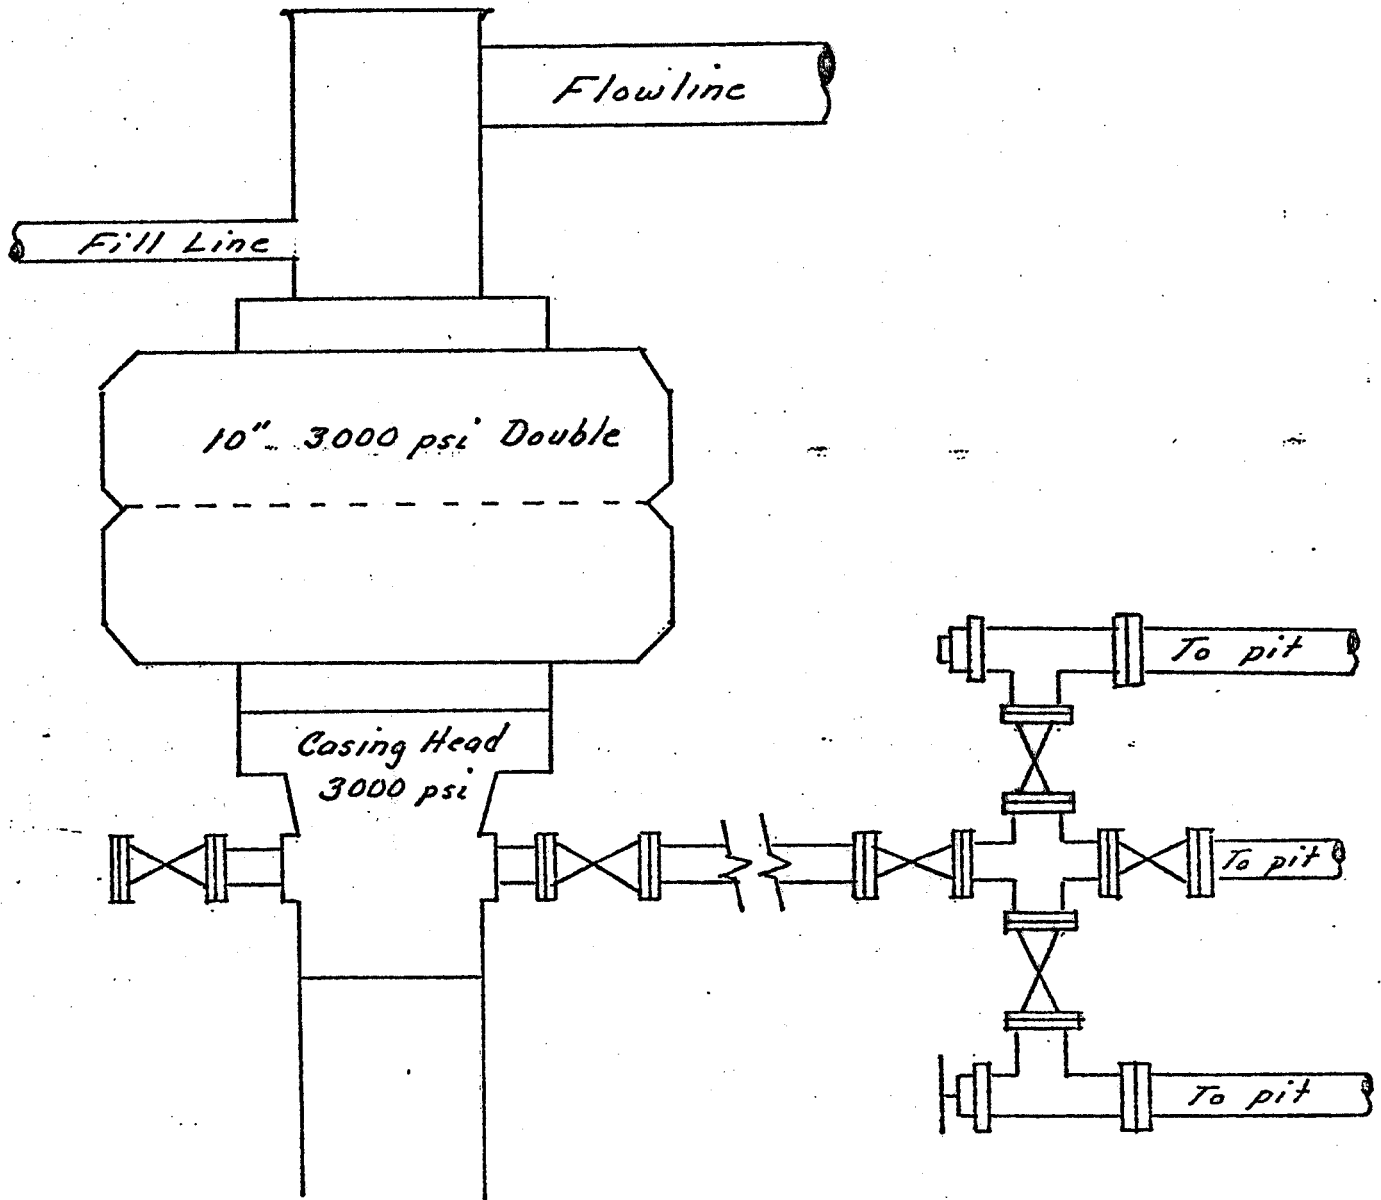 Flowline
Fill Line
10" - 3000 psi Double
Casing Head
3000 psi
To pit
To pit
To pit